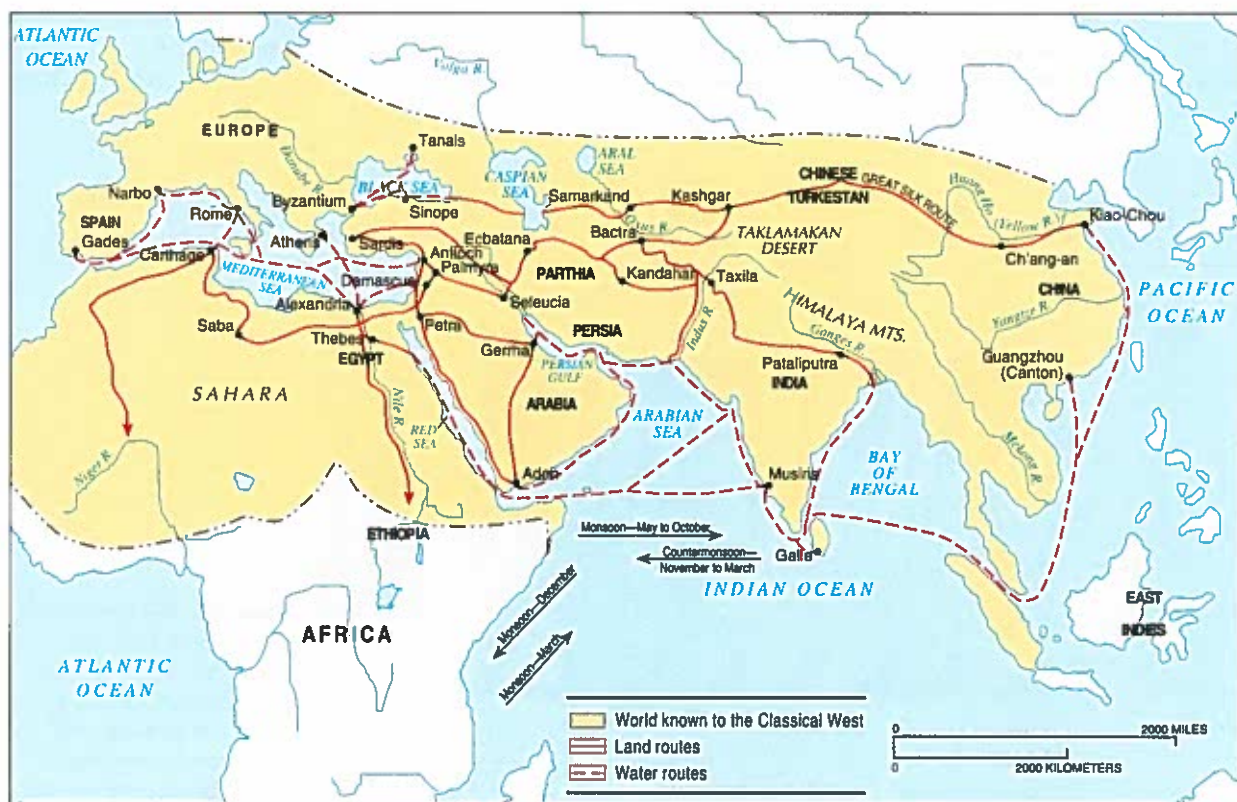 ATLANTIC
OCEAN
Volga R.
EUROPE
Danube R.
Tanais
ARAL
SEA
CASPIAN
SEA
BLACK SEA
Narbo
Byzantium
Sinope
Samarkand
Kashgar
CHINESE
TURKESTAN
GREAT SILK ROUTE
Huang Ho
(Yellow R.)
Kiao-Chou
SPAIN
Rome
Gades
Athens
Sardis
Ecbatana
Oxus R.
Bactra
TAKLAMAKAN
DESERT
Ch'ang-an
Carthage
Antioch
Palmyra
PARTHIA
Kandahar
Taxila
MEDITERRANEAN
SEA
Damascus
CHINA
PACIFIC
OCEAN
Alexandria
Seleucia
HIMALAYA MTS.
Yangtze R.
Saba
Petra
PERSIA
Indus R.
Ganges R.
Thebes
EGYPT
Gerrha
PERSIAN
GULF
Pataliputra
INDIA
Guangzhou
(Canton)
SAHARA
Nile R.
RED
SEA
ARABIA
ARABIAN
SEA
Niger R.
Mekong R.
Aden
Musiris
BAY
OF
BENGAL
ETHIOPIA
Monsoon—May to October
Countermonsoon—
November to March
Galle
INDIAN OCEAN
Monsoon—December
Monsoon—March
AFRICA
EAST
INDIES
ATLANTIC
OCEAN
World known to the Classical West
Land routes
Water routes
0 2000 MILES
0 2000 KILOMETERS